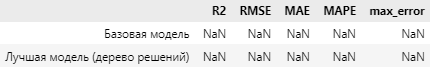 R2 RMSE MAE MAPE max_error
Базовая модель NaN NaN NaN NaN NaN
Лучшая модель (дерево решений) NaN NaN NaN NaN NaN